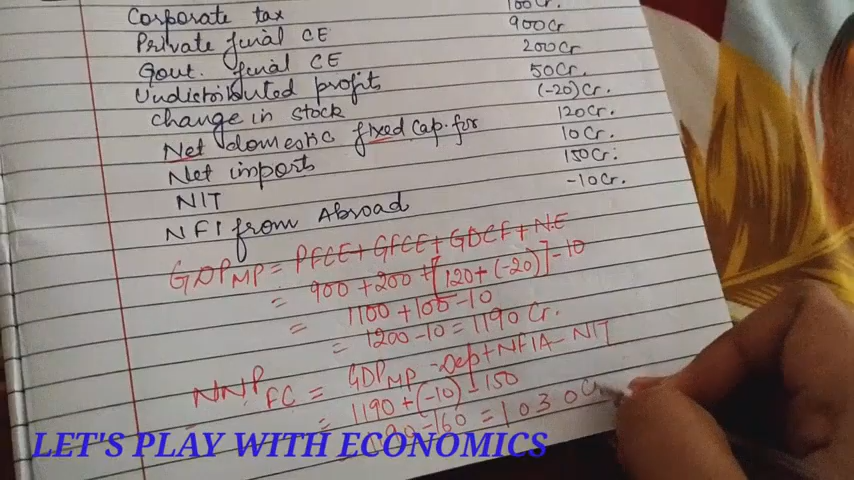 Corporate tax 100Cr.
Private final CE 900Cr
Govt. final CE 200Cr
Undistributed profit 50Cr.
change in stock (-20)Cr.
Net domestic fixed cap. for 120Cr.
Net imports 10Cr.
NIT 150Cr.
NFI from Abroad -10Cr.
GDPMP = PFCE + GFCE + GDCF + N.E
= 900 + 200 + [120 + (-20)] - 10
= 1100 + 100 - 10
= 1200 - 10 = 1190 Cr.
NNPFC = GDPMP - Dep + NFIA - NIT
= 1190 + (-10) - 150
= 1190 - 160 = 1030 Cr
LET'S PLAY WITH ECONOMICS